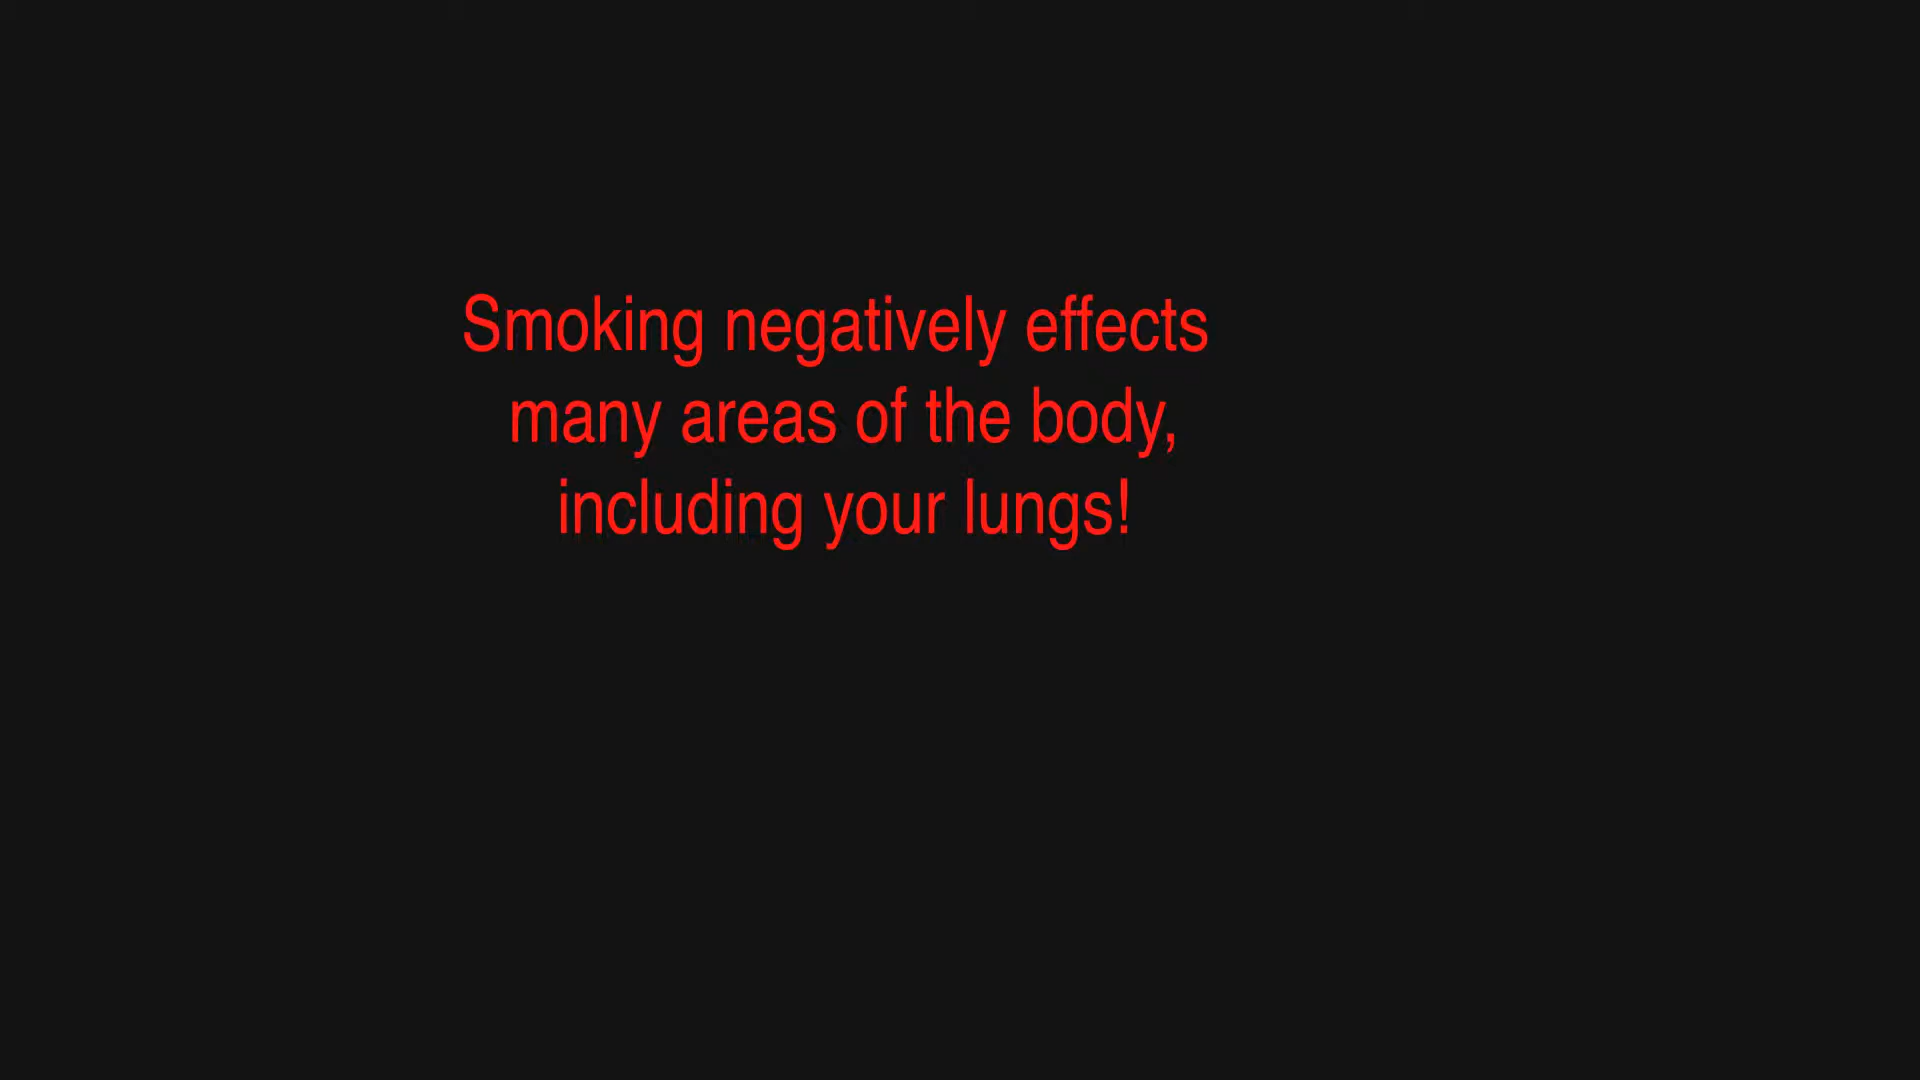 Smoking negatively effects
many areas of the body,
including your lungs!